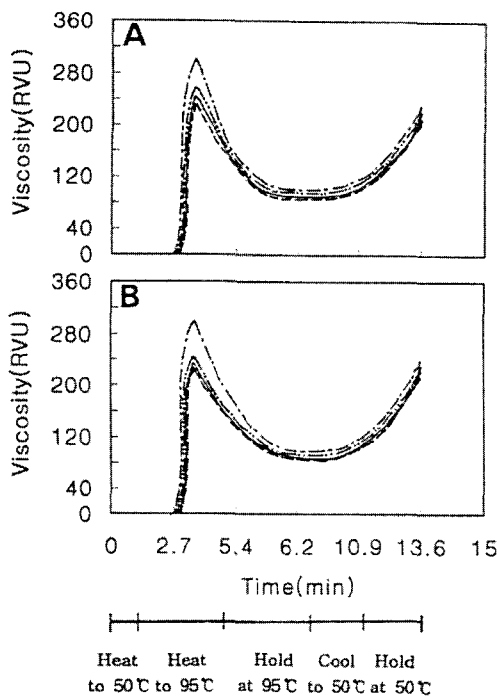 A
360
280
200
120
40
0
Viscosity(RVU)
B
360
280
200
120
40
0
Viscosity(RVU)
0 2.7 5.4 6.2 10.9 13.6 15
Time(min)
Heat Heat Hold Cool Hold
to 50℃ to 95℃ at 95℃ to 50℃ at 50℃